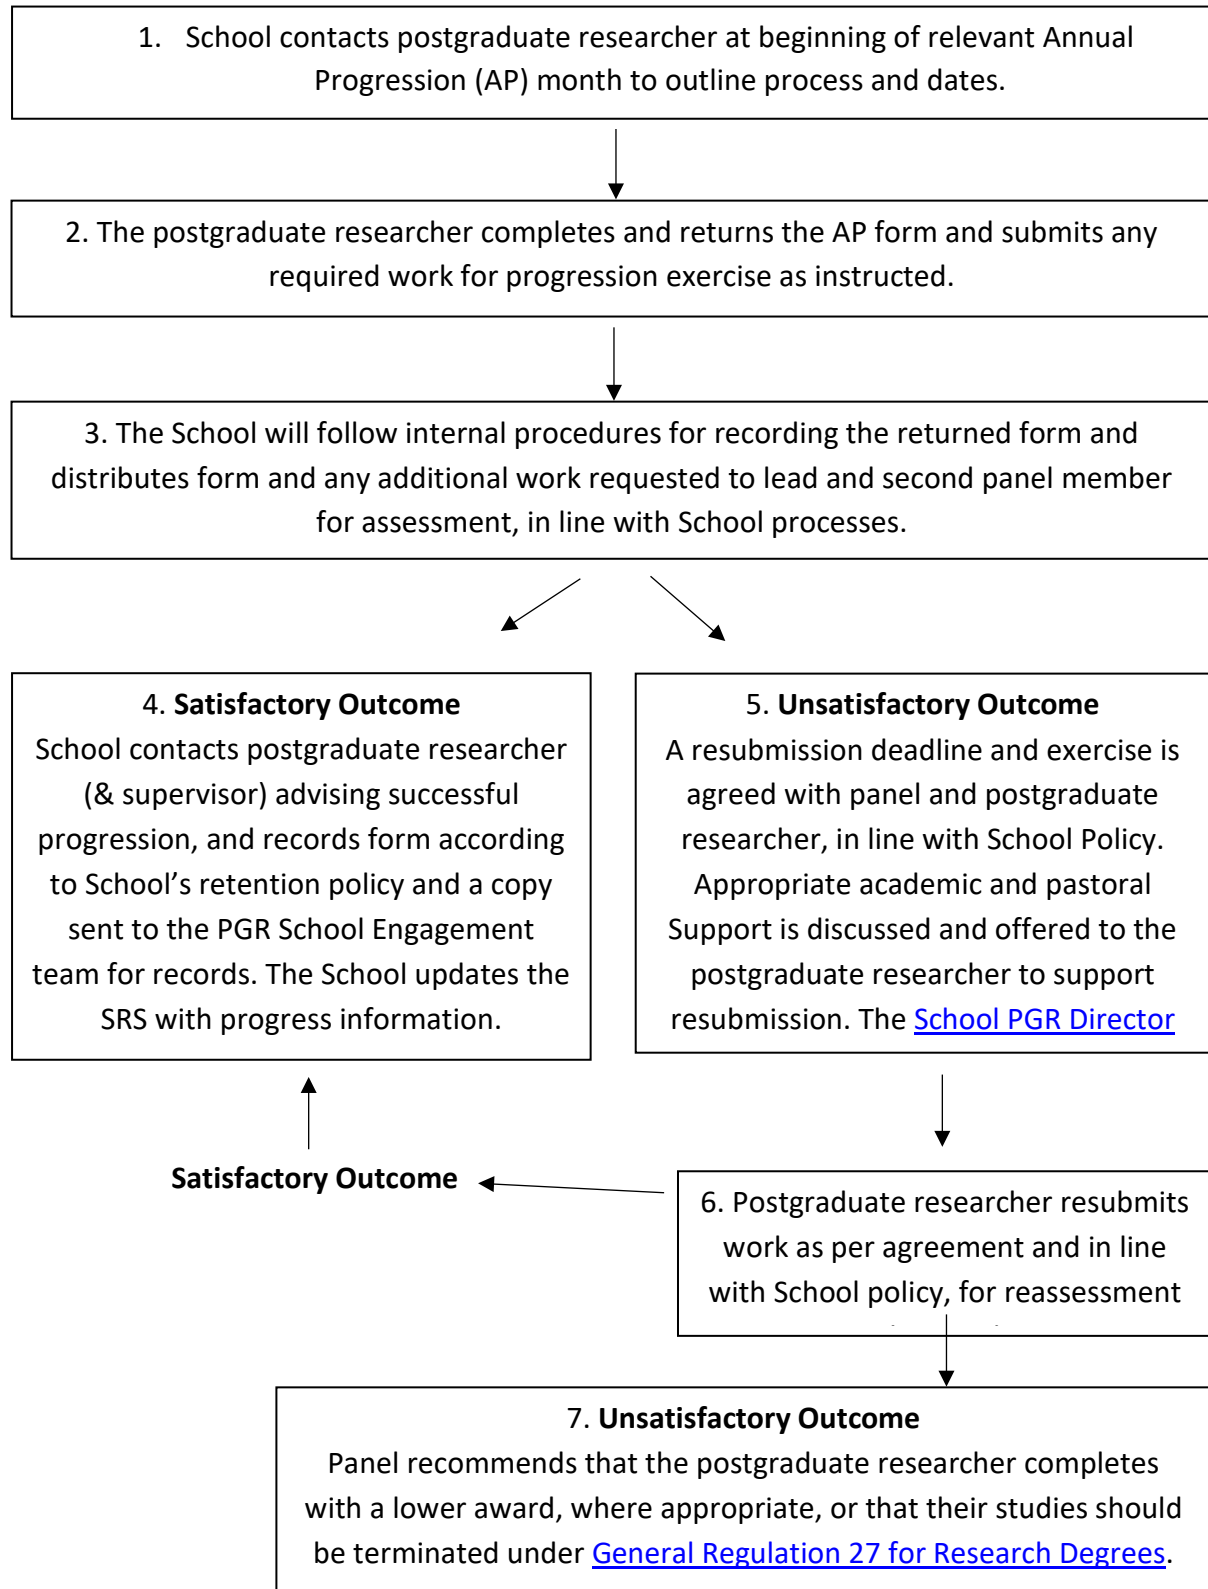 1. School contacts postgraduate researcher at beginning of relevant Annual
Progression (AP) month to outline process and dates.
2. The postgraduate researcher completes and returns the AP form and submits any
required work for progression exercise as instructed.
3. The School will follow internal procedures for recording the returned form and
distributes form and any additional work requested to lead and second panel member
for assessment, in line with School processes.
4. Satisfactory Outcome
School contacts postgraduate researcher
(& supervisor) advising successful
progression, and records form according
to School’s retention policy and a copy
sent to the PGR School Engagement
team for records. The School updates the
SRS with progress information.
5. Unsatisfactory Outcome
A resubmission deadline and exercise is
agreed with panel and postgraduate
researcher, in line with School Policy.
Appropriate academic and pastoral
Support is discussed and offered to the
postgraduate researcher to support
resubmission. The School PGR Director
Satisfactory Outcome
6. Postgraduate researcher resubmits
work as per agreement and in line
with School policy, for reassessment
7. Unsatisfactory Outcome
Panel recommends that the postgraduate researcher completes
with a lower award, where appropriate, or that their studies should
be terminated under General Regulation 27 for Research Degrees.